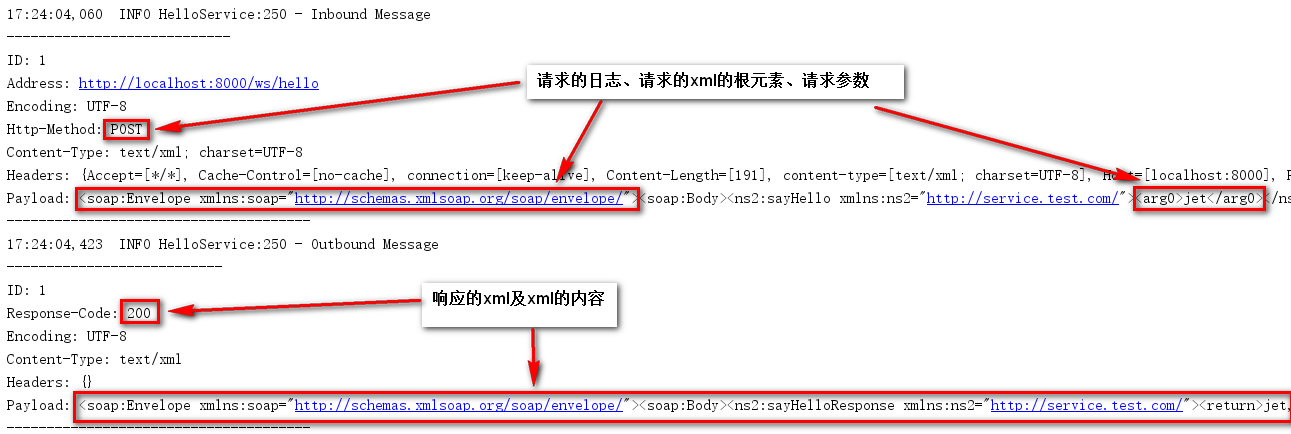 17:24:04,060  INFO HelloService:250 - Inbound Message
----------------------------
ID: 1
请求的日志、请求的xml的根元素、请求参数
Address: http://localhost:8000/ws/hello
Encoding: UTF-8
Http-Method: POST
Content-Type: text/xml; charset=UTF-8
Headers: {Accept=[*/*], Cache-Control=[no-cache], connection=[keep-alive], Content-Length=[191], content-type=[text/xml; charset=UTF-8], Host=[localhost:8000],
Payload: <soap:Envelope xmlns:soap="http://schemas.xmlsoap.org/soap/envelope/"><soap:Body><ns2:sayHello xmlns:ns2="http://service.test.com/"><arg0>jet</arg0></ns
--------------------------------------
17:24:04,423  INFO HelloService:250 - Outbound Message
---------------------------
ID: 1
响应的xml及xml的内容
Response-Code: 200
Encoding: UTF-8
Content-Type: text/xml
Headers: {}
Payload: <soap:Envelope xmlns:soap="http://schemas.xmlsoap.org/soap/envelope/"><soap:Body><ns2:sayHelloResponse xmlns:ns2="http://service.test.com/"><return>jet,
--------------------------------------